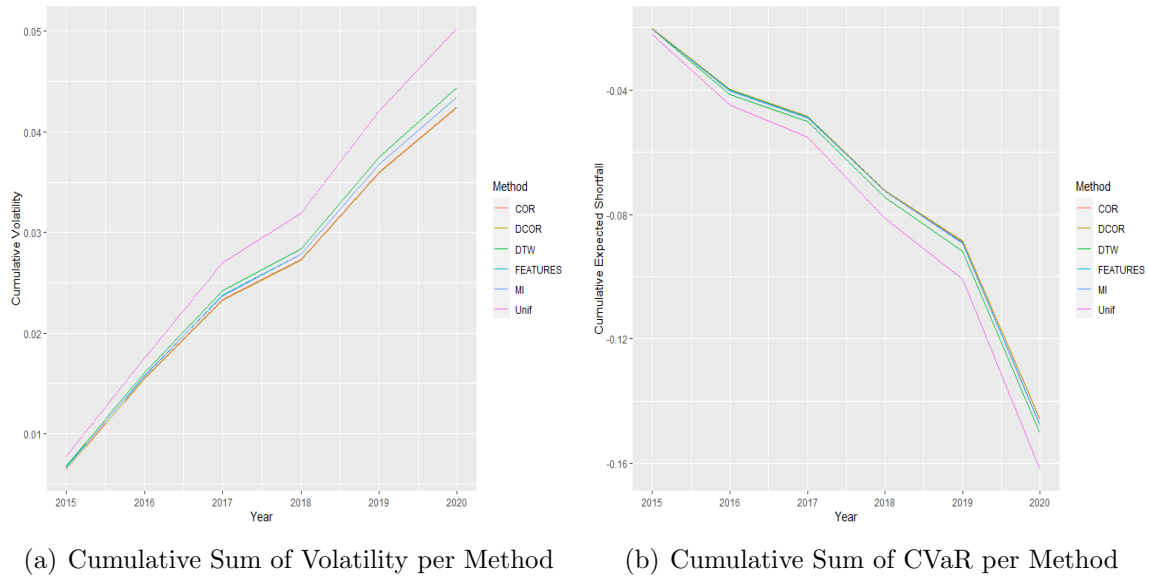 Cumulative Volatility
0.05
0.04
0.03
0.02
0.01
2015 2016 2017 2018 2019 2020
Year
Method
COR
DCOR
DTW
FEATURES
MI
Unif
(a) Cumulative Sum of Volatility per Method
Cumulative Expected Shortfall
-0.04
-0.08
-0.12
-0.16
2015 2016 2017 2018 2019 2020
Year
Method
COR
DCOR
DTW
FEATURES
MI
Unif
(b) Cumulative Sum of CVaR per Method